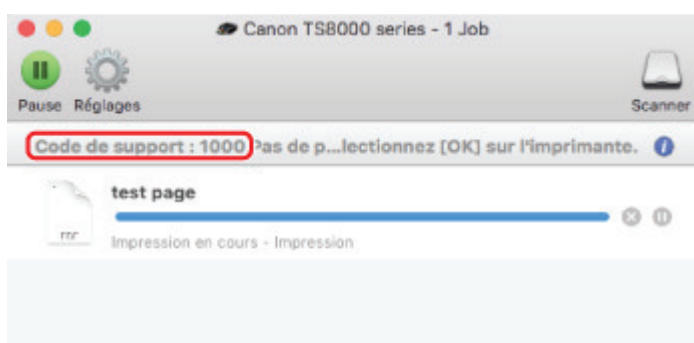 Canon TS8000 series - 1 Job
Pause Réglages Scanner
Code de support : 1000 Pas de p...lectionnez [OK] sur l'imprimante.
test page
Impression en cours - Impression